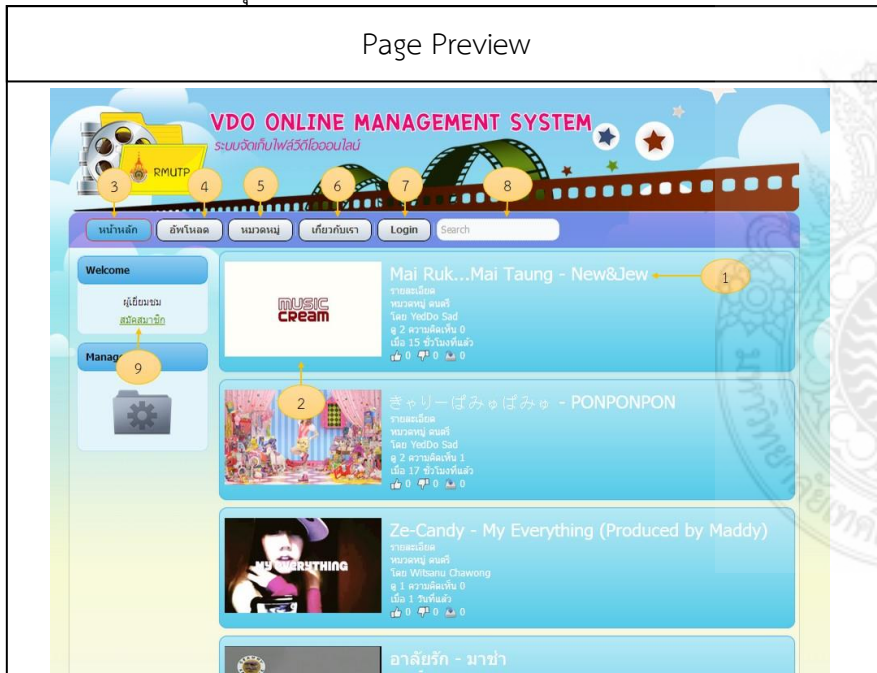 Page Preview
VDO ONLINE MANAGEMENT SYSTEM
ระบบจัดเก็บไฟล์วีดีโอออนไลน์
RMUTP
3 4 5 6 7 8
หน้าหลัก อัพโหลด หมวดหมู่ เกี่ยวกับเรา Login Search
Welcome
ผู้เยี่ยมชม
สมัคสมาชิก
Manag
9
Mai Ruk...Mai Taung - New&Jew
1
รายละเอียด
หมวดหมู่ ดนตรี
โดย YedDo Sad
ดู 2 ความคิดเห็น 0
เมื่อ 15 ชั่วโมงที่แล้ว
0 0 0
MUSIC
CREAM
2
きゃりーぱみゅぱみゅ - PONPONPON
รายละเอียด
หมวดหมู่ ดนตรี
โดย YedDo Sad
ดู 2 ความคิดเห็น 1
เมื่อ 17 ชั่วโมงที่แล้ว
0 0 0
Ze-Candy - My Everything (Produced by Maddy)
รายละเอียด
หมวดหมู่ ดนตรี
โดย Witsanu Chawong
ดู 1 ความคิดเห็น 0
เมื่อ 1 วันที่แล้ว
0 0 0
MY EVERYTHING
อาลัยรัก - มาช่า